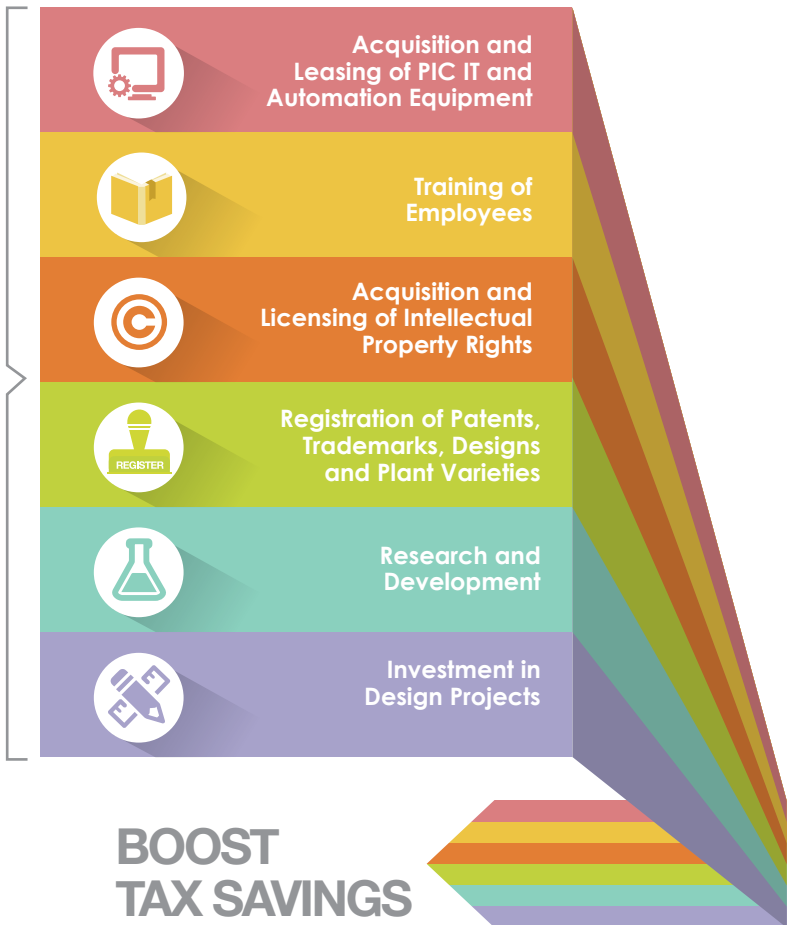 Acquisition and
Leasing of PIC IT and
Automation Equipment
Training of
Employees
©
Acquisition and
Licensing of Intellectual
Property Rights
REGISTER
Registration of Patents,
Trademarks, Designs
and Plant Varieties
Research and
Development
Investment in
Design Projects
BOOST
TAX SAVINGS